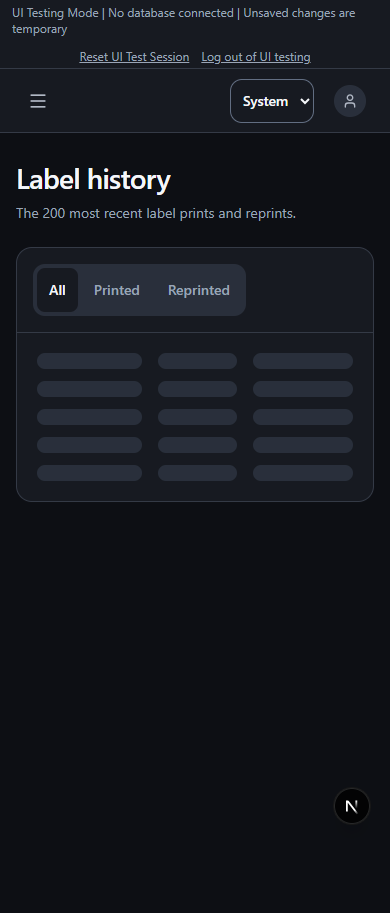 UI Testing Mode | No database connected | Unsaved changes are
temporary
Reset UI Test Session Log out of UI testing
System
Label history
The 200 most recent label prints and reprints.
All Printed Reprinted
N